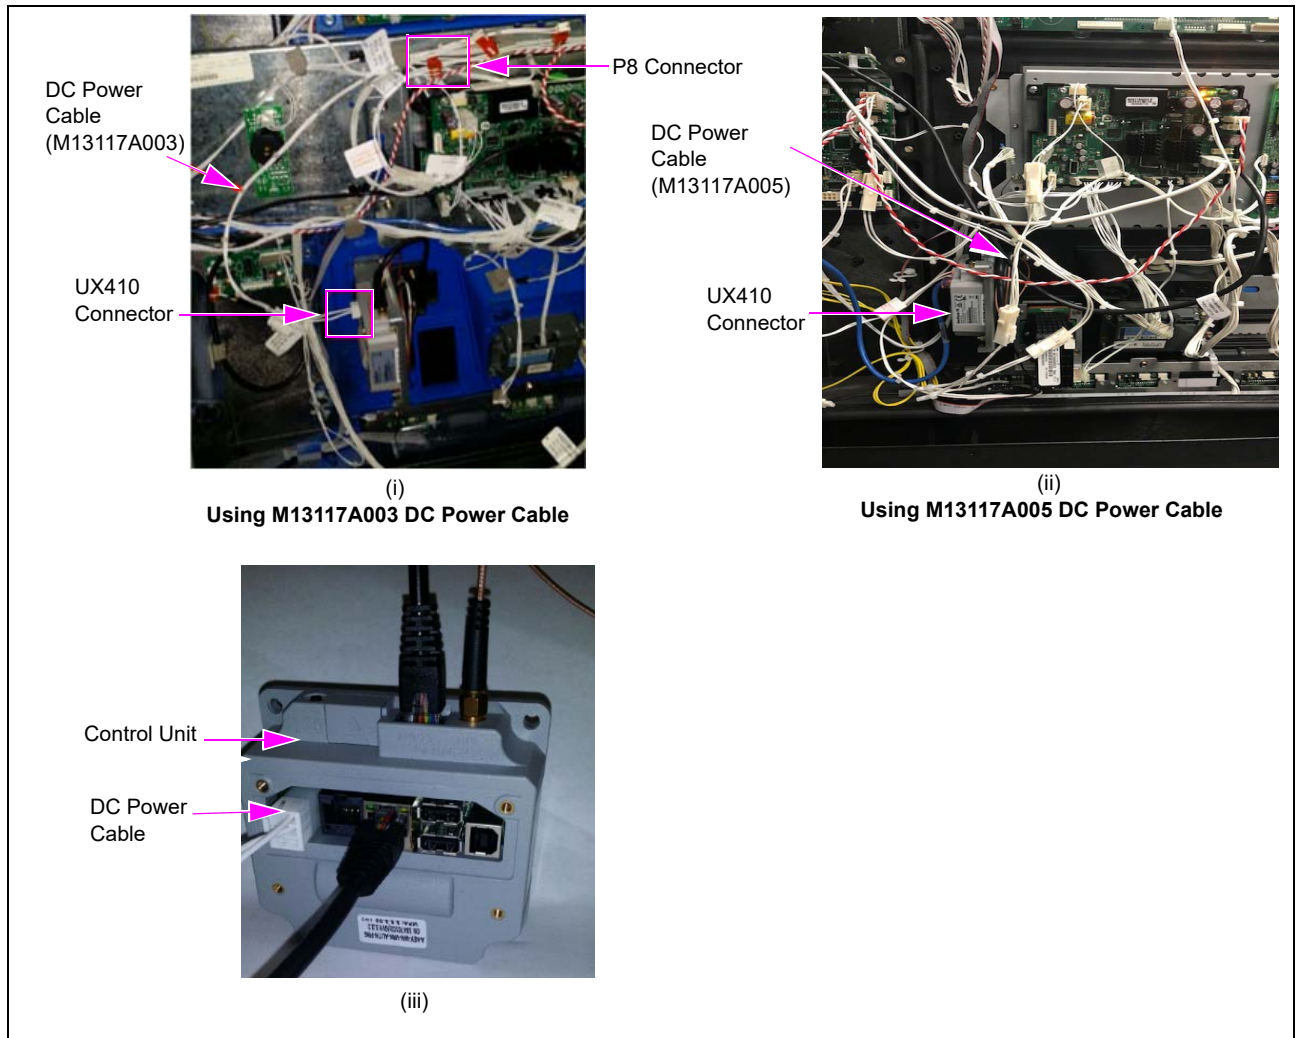 P8 Connector
DC Power
Cable
(M13117A003)
UX410
Connector
(i)
Using M13117A003 DC Power Cable
DC Power
Cable
(M13117A005)
UX410
Connector
(ii)
Using M13117A005 DC Power Cable
Control Unit
DC Power
Cable
(iii)